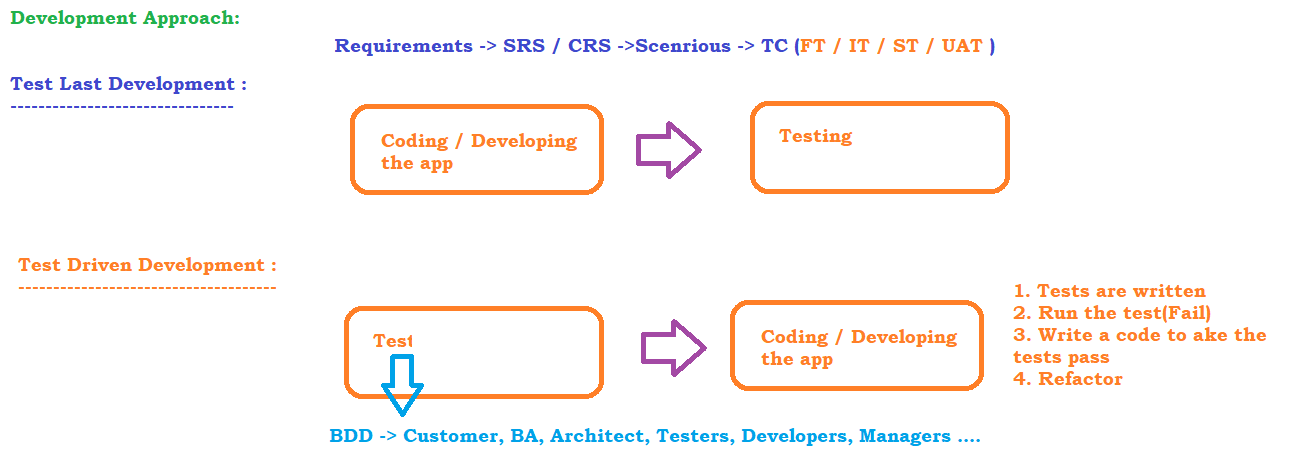 Development Approach:
Requirements -> SRS / CRS ->Scenrious -> TC (FT / IT / ST / UAT )
Test Last Development :
--------------------------------
Coding / Developing
the app
Testing
Test Driven Development :
-------------------------------------
Test
Coding / Developing
the app
1. Tests are written
2. Run the test(Fail)
3. Write a code to ake the
tests pass
4. Refactor
BDD -> Customer, BA, Architect, Testers, Developers, Managers ....